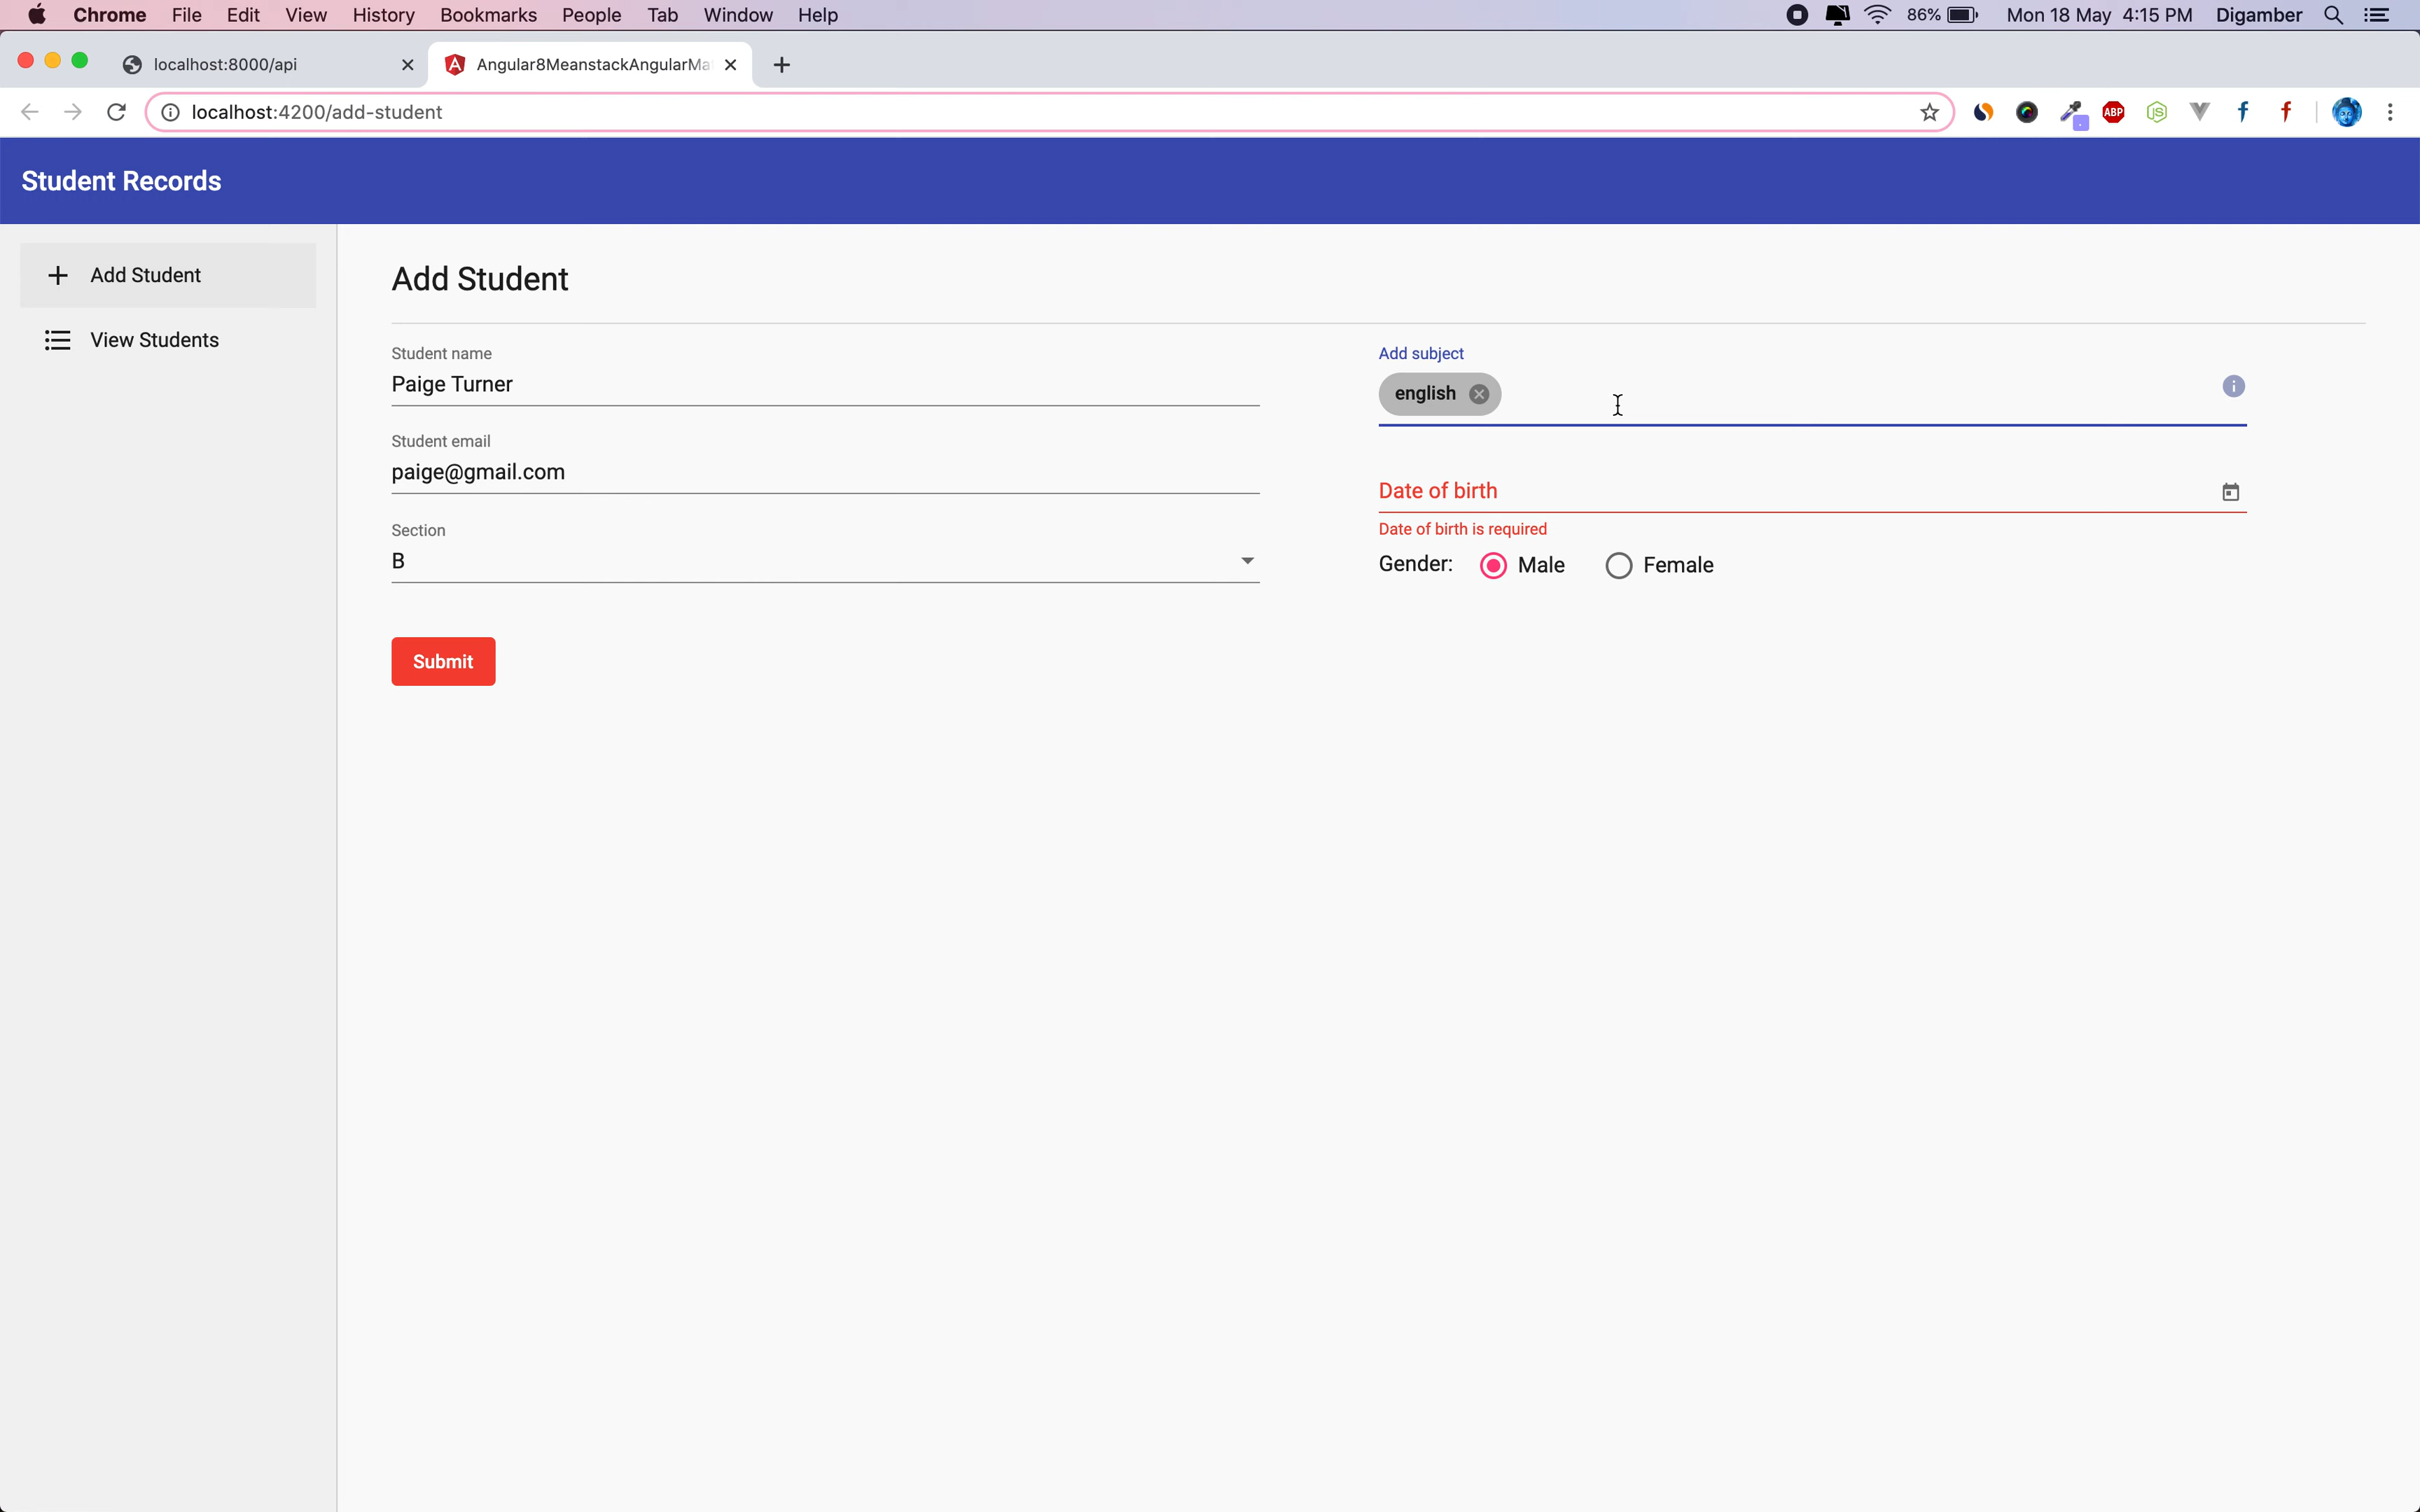 Chrome File Edit View History Bookmarks People Tab Window Help 86% Mon 18 May 4:15 PM Digamber
localhost:8000/api Angular8MeanstackAngularMa
localhost:4200/add-student ABP JS
Student Records
Add Student
View Students
Add Student
Student name
Paige Turner
Student email
paige@gmail.com
Section
B
Add subject
english
Date of birth
Date of birth is required
Gender: Male Female
Submit